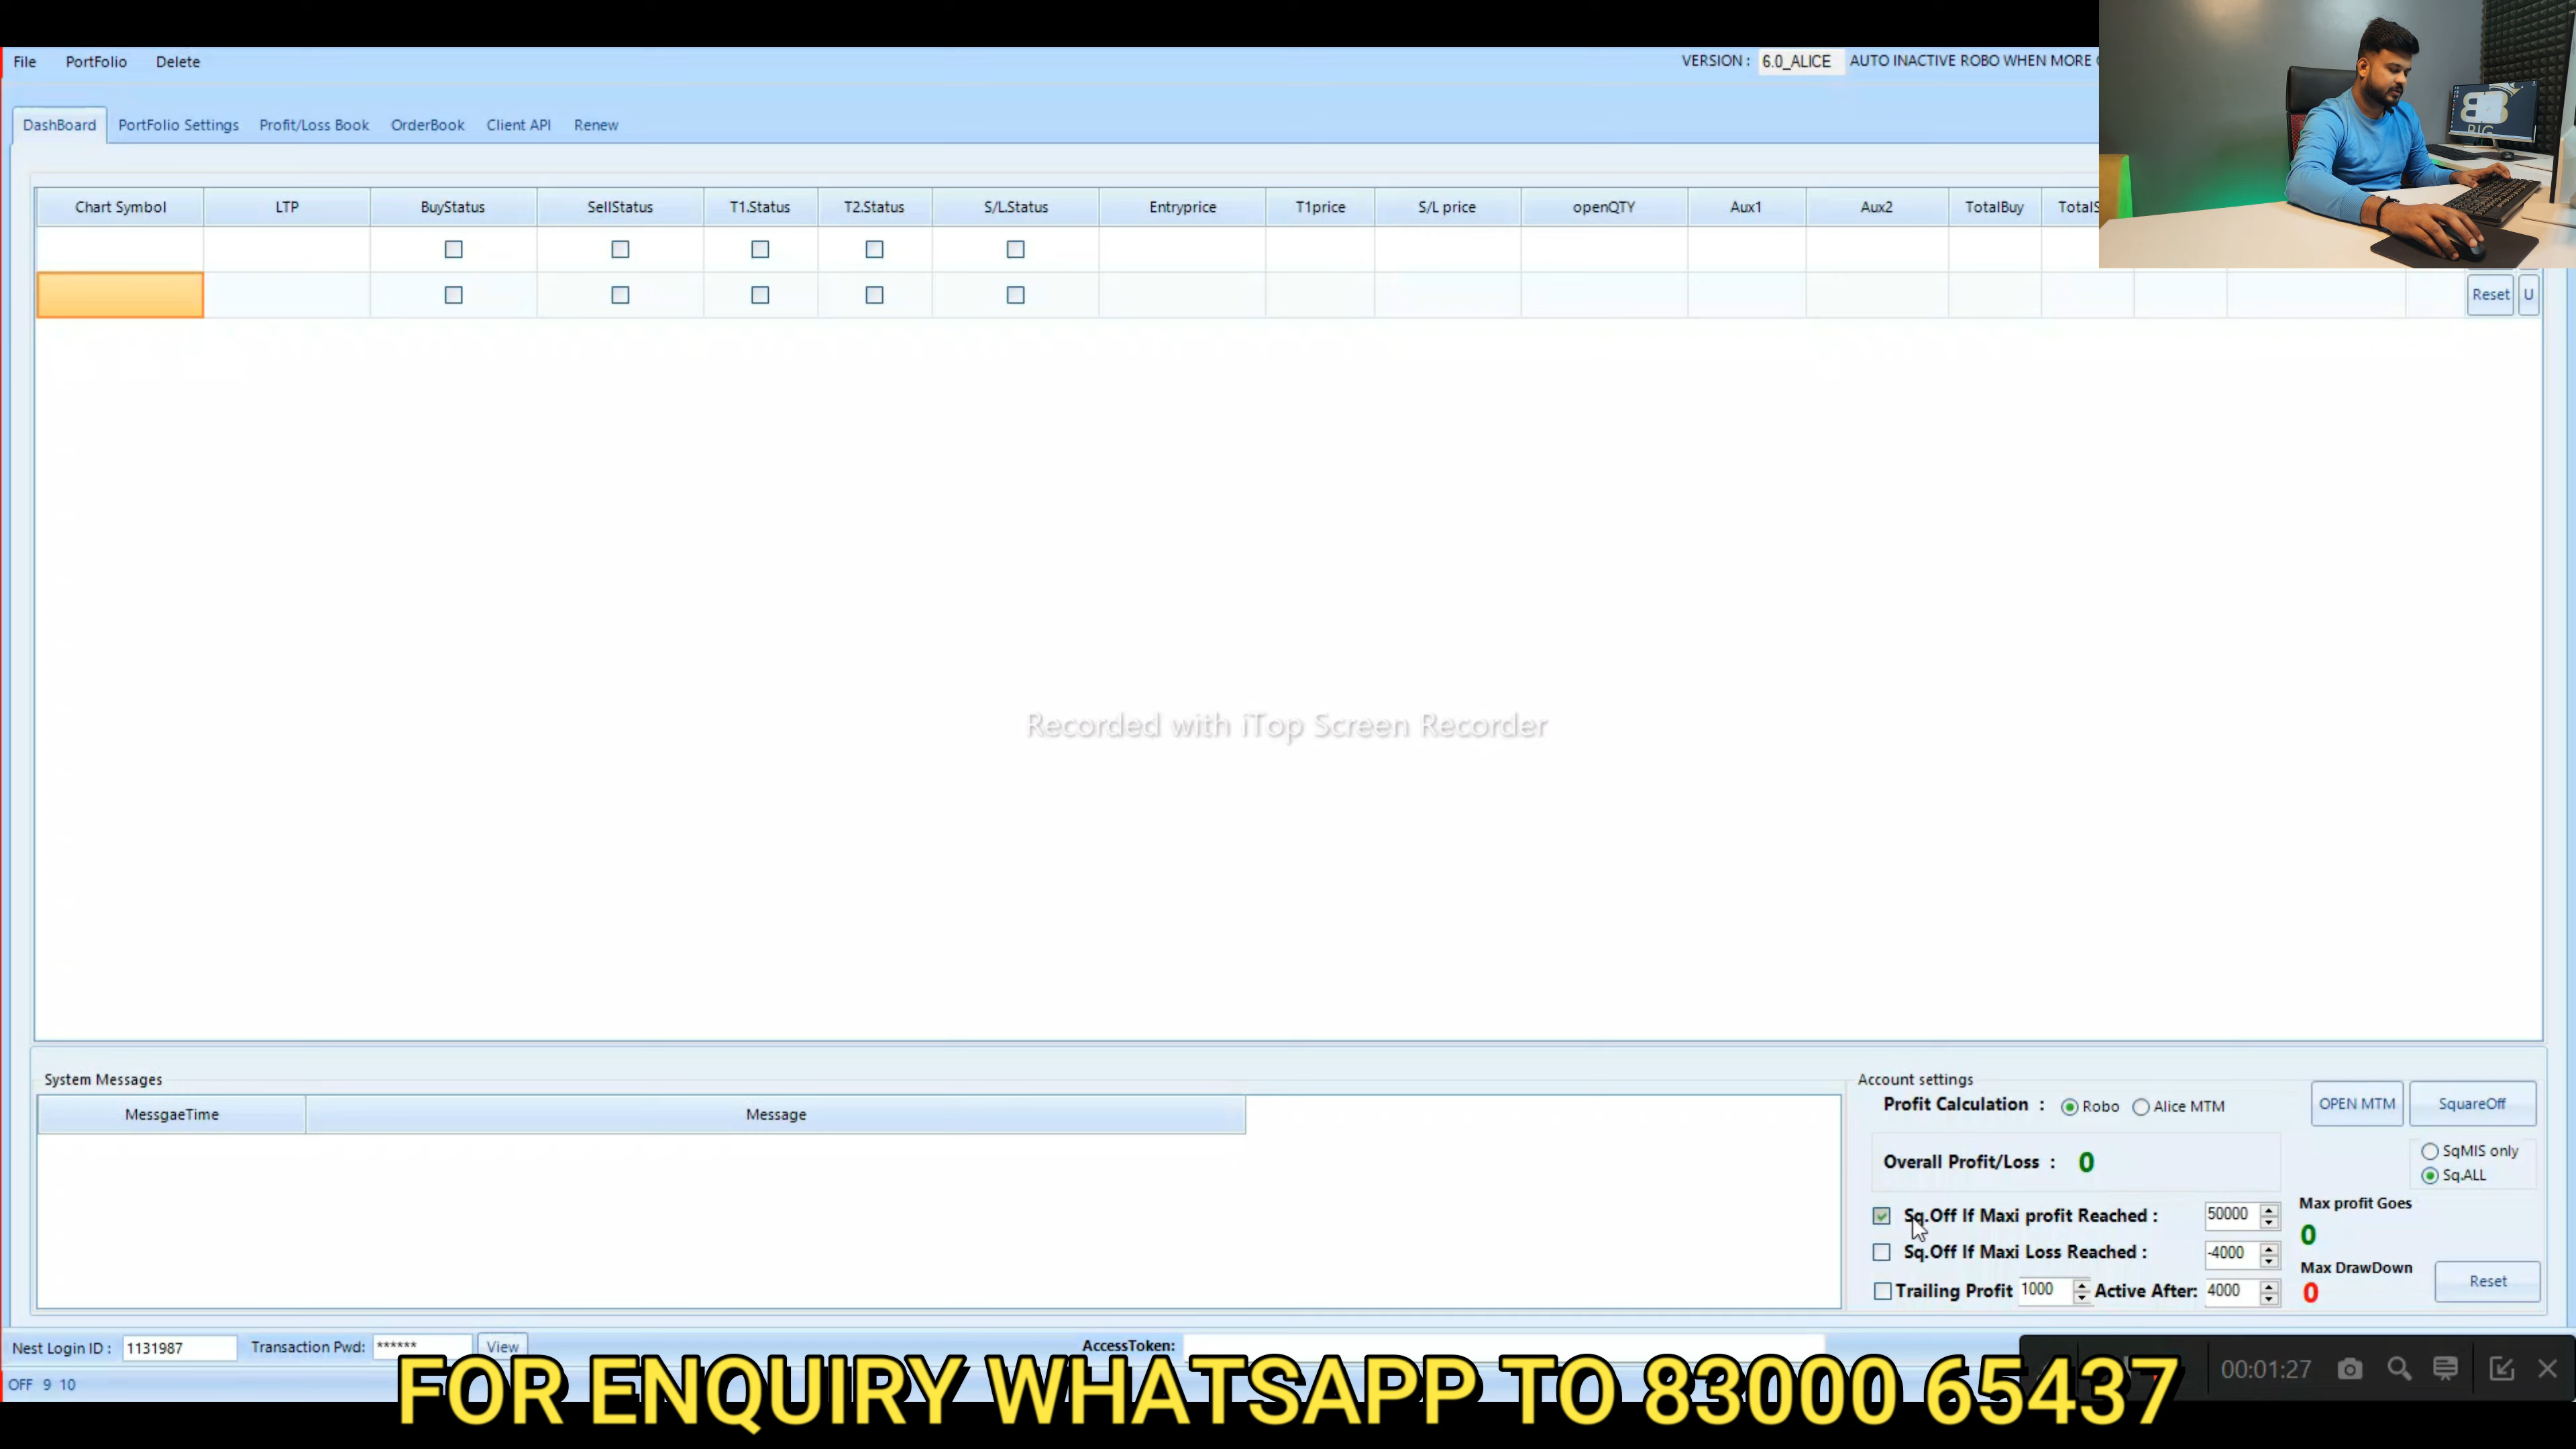 File PortFolio Delete
VERSION : 6.0_ALICE AUTO INACTIVE ROBO WHEN MORE
DashBoard PortFolio Settings Profit/Loss Book OrderBook Client API Renew
Chart Symbol LTP BuyStatus SellStatus T1.Status T2.Status S/L.Status Entryprice T1price S/L price openQTY Aux1 Aux2 TotalBuy TotalS
Reset U
BIG
Recorded with iTop Screen Recorder
System Messages
MessgaeTime Message
Account settings
Profit Calculation : Robo Alice MTM
OPEN MTM SquareOff
Overall Profit/Loss : 0
SqMIS only
Sq.ALL
Sq.Off If Maxi profit Reached : 50000
Max profit Goes
0
Sq.Off If Maxi Loss Reached : -4000
Max DrawDown
0
Reset
Trailing Profit 1000 Active After: 4000
Nest Login ID : 1131987 Transaction Pwd: ****** View AccessToken:
OFF 9 10
00:01:27
FOR ENQUIRY WHATSAPP TO 83000 65437